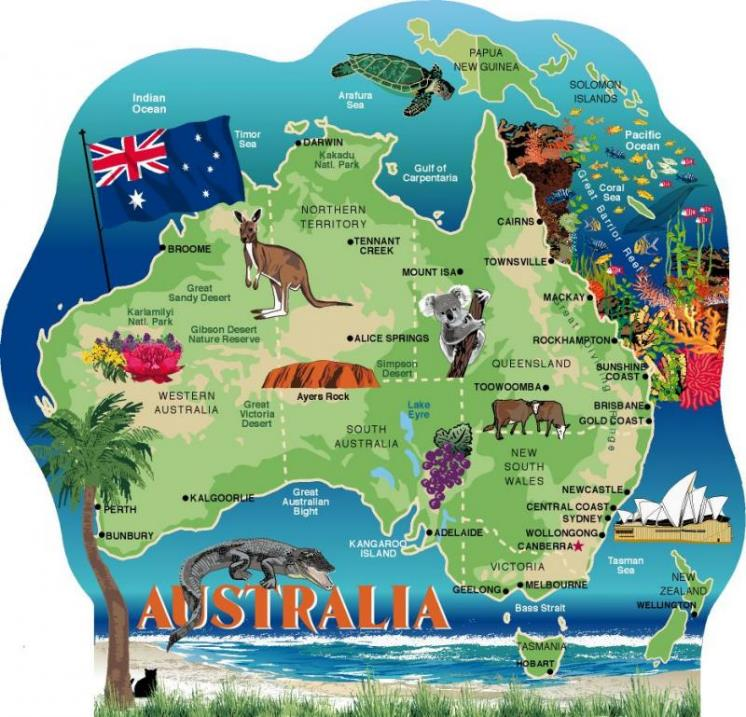 PAPUA
NEW GUINEA
SOLOMON
ISLANDS
Indian
Ocean
Arafura
Sea
Timor
Sea
Pacific
Ocean
DARWIN
Kakadu
Natl. Park
Gulf of
Carpentaria
Coral
Sea
Great Barrier Reef
NORTHERN
TERRITORY
CAIRNS
BROOME
TENNANT
CREEK
TOWNSVILLE
MOUNT ISA
Great
Sandy Desert
MACKAY
Karlamilyi
Natl. Park
Great Dividing Range
Gibson Desert
Nature Reserve
ALICE SPRINGS
ROCKHAMPTON
Simpson
Desert
QUEENSLAND
SUNSHINE
COAST
TOOWOOMBA
WESTERN
AUSTRALIA
Ayers Rock
Great
Victoria
Desert
Lake
Eyre
BRISBANE
GOLD COAST
SOUTH
AUSTRALIA
NEW
SOUTH
WALES
PERTH
KALGOORLIE
Great
Australian
Bight
NEWCASTLE
CENTRAL COAST
SYDNEY
BUNBURY
ADELAIDE
WOLLONGONG
KANGAROO
ISLAND
CANBERRA
Tasman
Sea
VICTORIA
NEW
ZEALAND
GEELONG
MELBOURNE
WELLINGTON
Bass Strait
AUSTRALIA
TASMANIA
HOBART